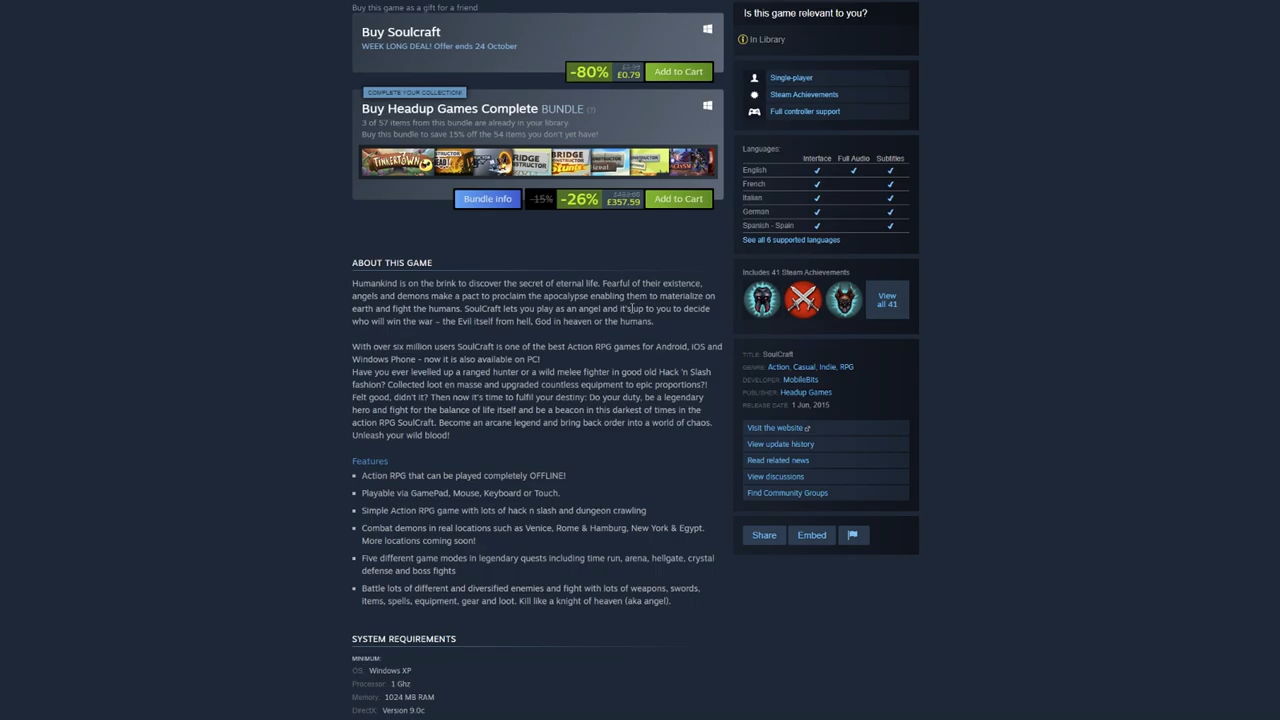 Buy this game as a gift for a friend
Buy Soulcraft
WEEK LONG DEAL! Offer ends 24 October
-80%
£3.99
£0.79
Add to Cart
COMPLETE YOUR COLLECTION!
Buy Headup Games Complete BUNDLE (?)
3 of 57 items from this bundle are already in your library.
Buy this bundle to save 15% off the 54 items you don't yet have!
TINKERTOWN
BRIDGE
Bundle info
-15%
-26%
£357.59
Add to Cart
ABOUT THIS GAME
Humankind is on the brink to discover the secret of eternal life. Fearful of their existence,
angels and demons make a pact to proclaim the apocalypse enabling them to materialize on
earth and fight the humans. SoulCraft lets you play as an angel and it's up to you to decide
who will win the war – the Evil itself from hell, God in heaven or the humans.
With over six million users SoulCraft is one of the best Action RPG games for Android, iOS and
Windows Phone - now it is also available on PC!
Have you ever levelled up a ranged hunter or a wild melee fighter in good old Hack 'n Slash
fashion? Collected loot en masse and upgraded countless equipment to epic proportions?!
Felt good, didn't it? Then now it's time to fulfil your destiny: Do your duty, be a legendary
hero and fight for the balance of life itself and be a beacon in this darkest of times in the
action RPG SoulCraft. Become an arcane legend and bring back order into a world of chaos.
Unleash your wild blood!
Features
Action RPG that can be played completely OFFLINE!
Playable via GamePad, Mouse, Keyboard or Touch.
Simple Action RPG game with lots of hack n slash and dungeon crawling
Combat demons in real locations such as Venice, Rome & Hamburg, New York & Egypt.
More locations coming soon!
Five different game modes in legendary quests including time run, arena, hellgate, crystal
defense and boss fights
Battle lots of different and diversified enemies and fight with lots of weapons, swords,
items, spells, equipment, gear and loot. Kill like a knight of heaven (aka angel).
SYSTEM REQUIREMENTS
MINIMUM:
OS: Windows XP
Processor: 1 Ghz
Memory: 1024 MB RAM
DirectX: Version 9.0c
Is this game relevant to you?
In Library
Single-player
Steam Achievements
Full controller support
Languages:
Interface Full Audio Subtitles
English ✔ ✔ ✔
French ✔ ✔
Italian ✔ ✔
German ✔ ✔
Spanish - Spain ✔ ✔
See all 6 supported languages
Includes 41 Steam Achievements
View
all 41
TITLE: SoulCraft
GENRE: Action, Casual, Indie, RPG
DEVELOPER: MobileBits
PUBLISHER: Headup Games
RELEASE DATE: 1 Jun, 2015
Visit the website
View update history
Read related news
View discussions
Find Community Groups
Share
Embed